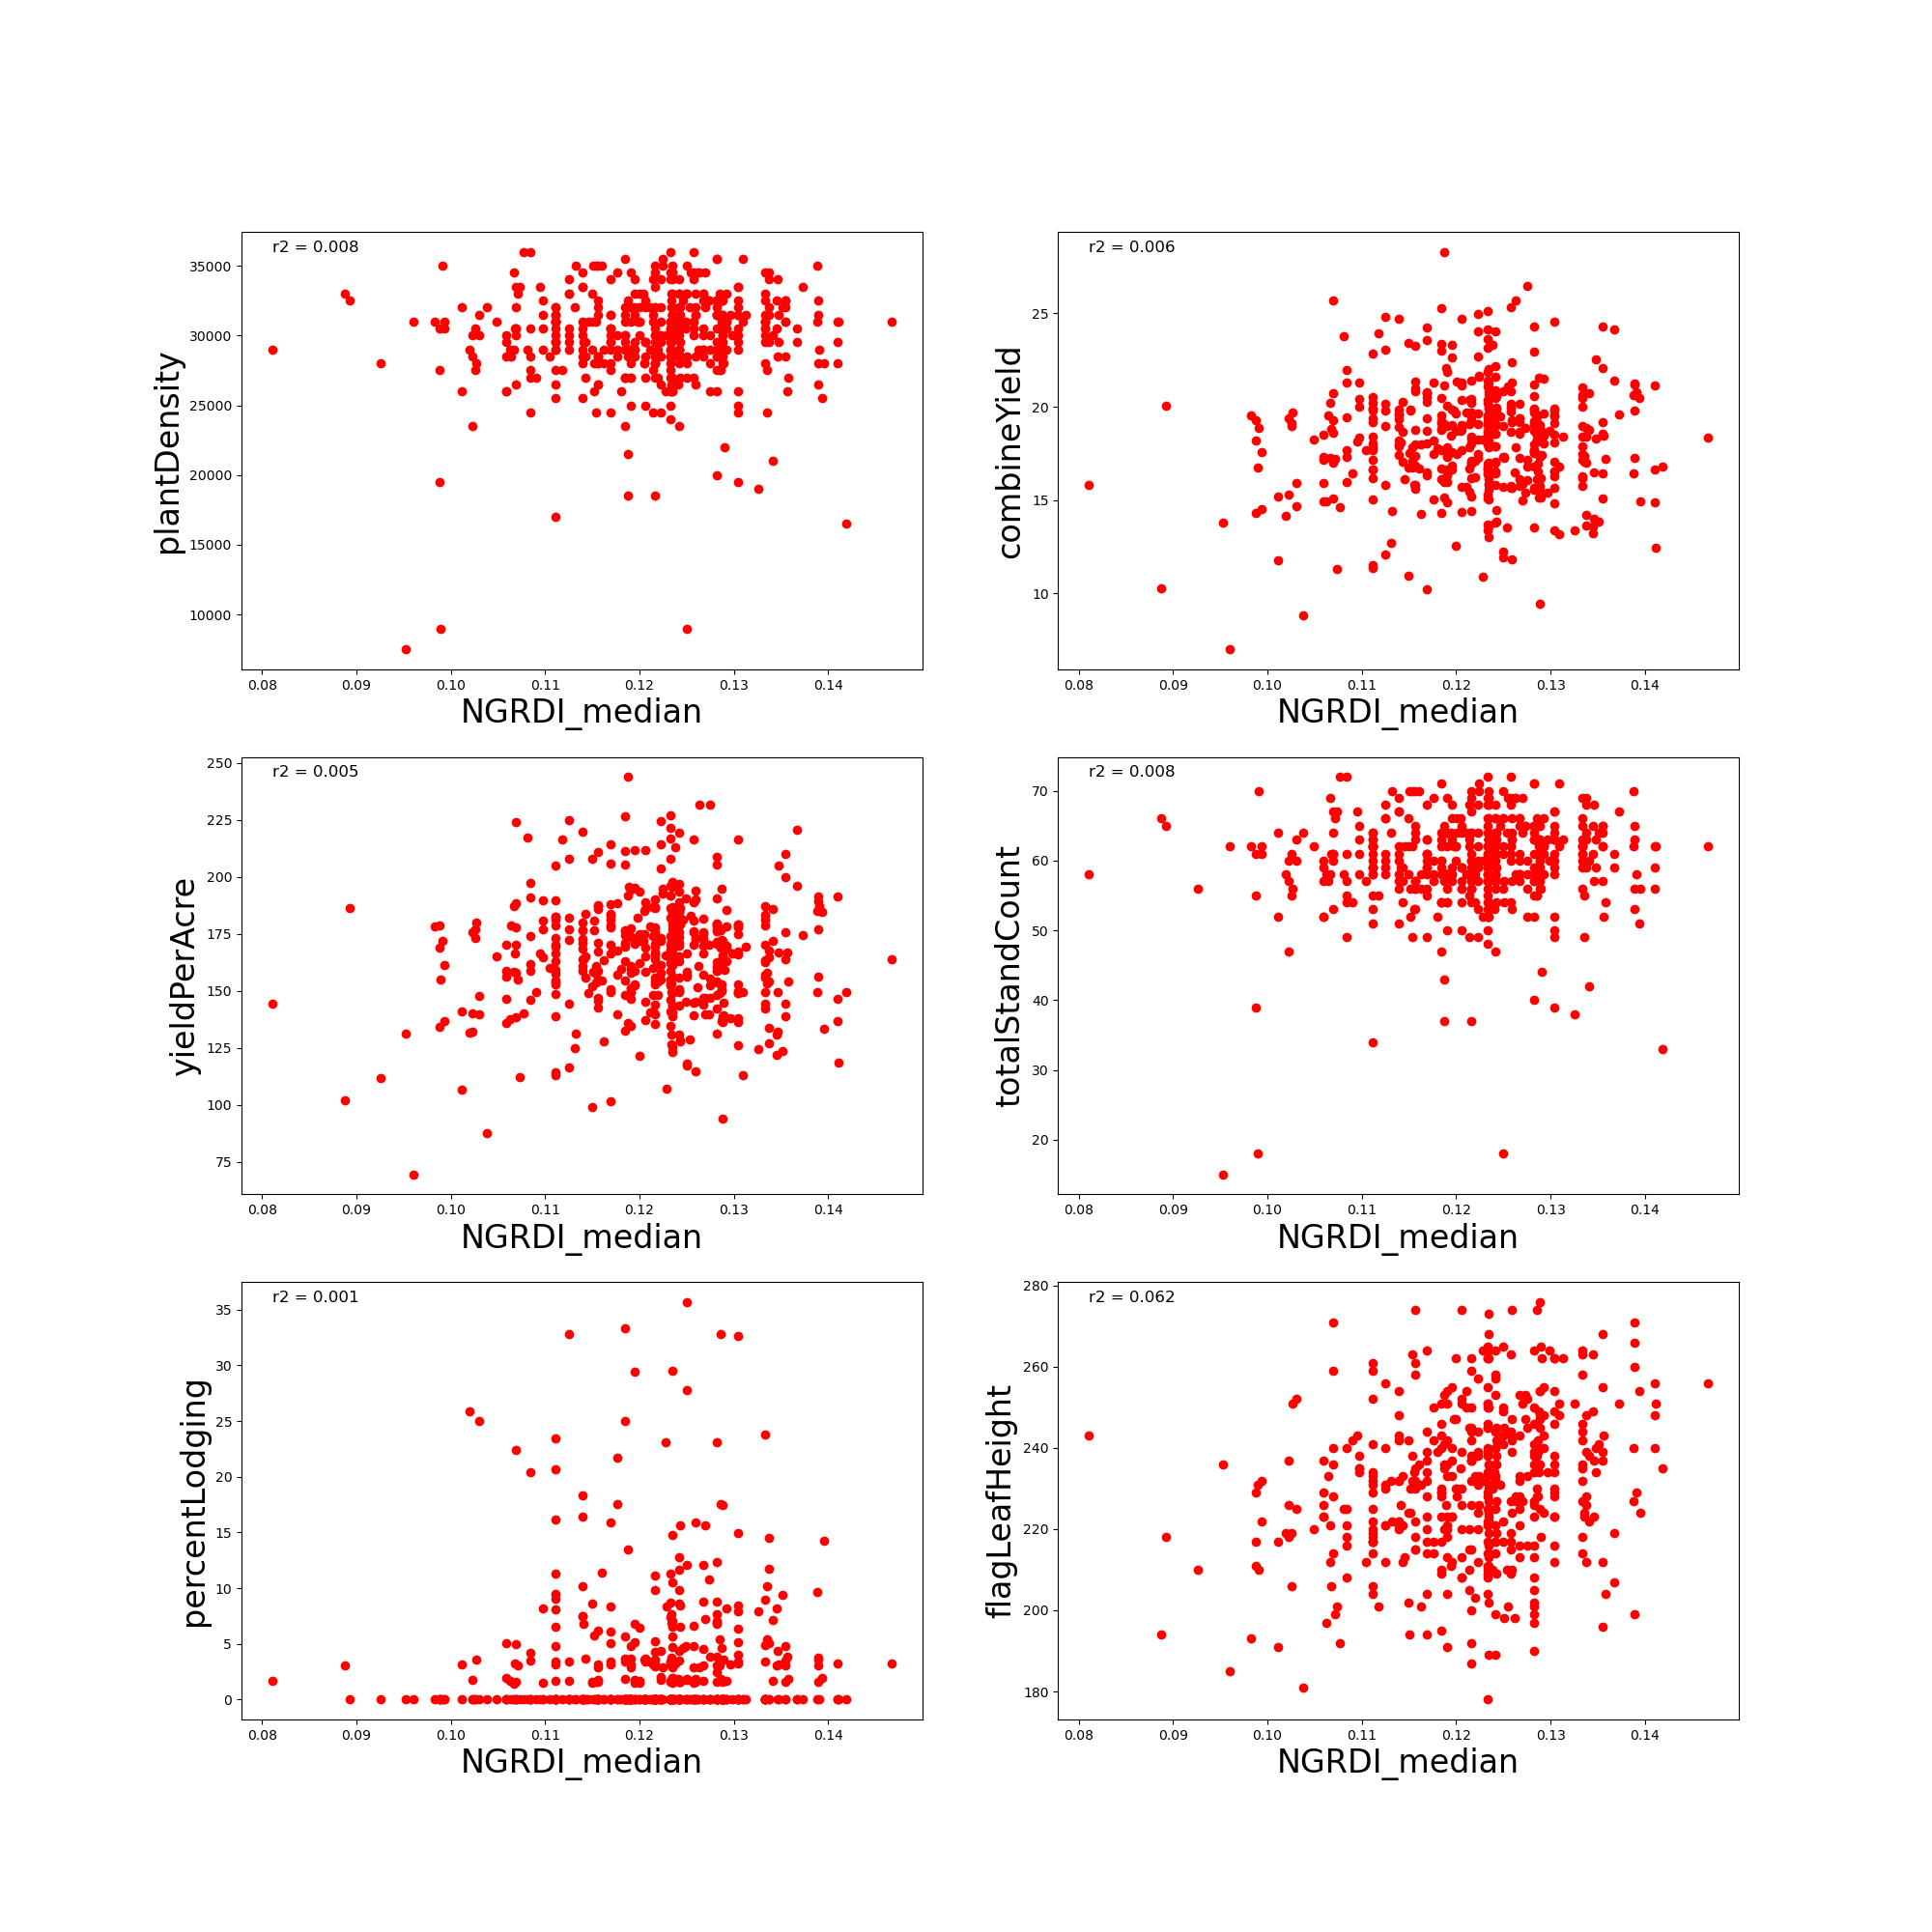 r2 = 0.008
plantDensity
35000
30000
25000
20000
15000
10000
0.08 0.09 0.10 0.11 0.12 0.13 0.14
NGRDI_median
r2 = 0.006
combineYield
25
20
15
10
0.08 0.09 0.10 0.11 0.12 0.13 0.14
NGRDI_median
r2 = 0.005
yieldPerAcre
250
225
200
175
150
125
100
75
0.08 0.09 0.10 0.11 0.12 0.13 0.14
NGRDI_median
r2 = 0.008
totalStandCount
70
60
50
40
30
20
0.08 0.09 0.10 0.11 0.12 0.13 0.14
NGRDI_median
r2 = 0.001
percentLodging
35
30
25
20
15
10
5
0
0.08 0.09 0.10 0.11 0.12 0.13 0.14
NGRDI_median
r2 = 0.062
flagLeafHeight
280
260
240
220
200
180
0.08 0.09 0.10 0.11 0.12 0.13 0.14
NGRDI_median